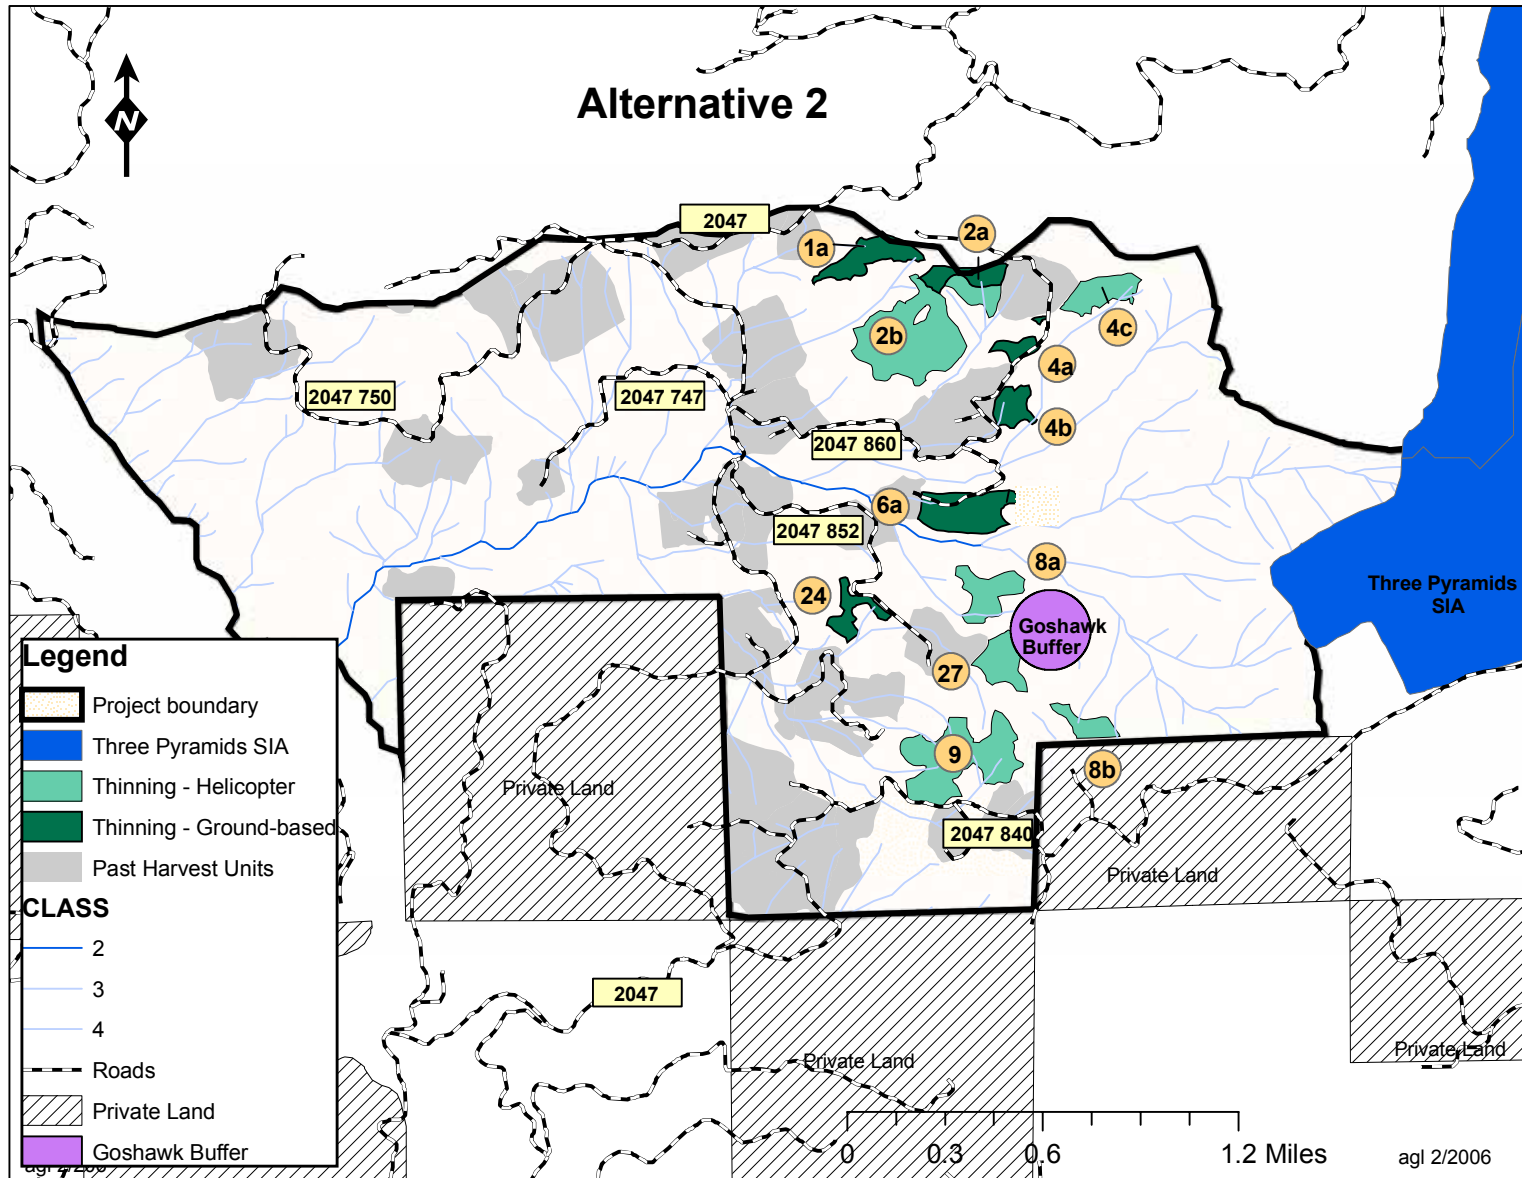 Alternative 2
N
2047
2a
1a
2b
4c
4a
2047 750
2047 747
4b
2047 860
6a
2047 852
8a
24
Three Pyramids
SIA
Goshawk
Buffer
27
9
8b
Private Land
2047 840
Private Land
2047
Private Land
Private Land
Legend
Project boundary
Three Pyramids SIA
Thinning - Helicopter
Thinning - Ground-based
Past Harvest Units
CLASS
2
3
4
Roads
Private Land
Goshawk Buffer
0 0.3 0.6 1.2 Miles
agl 2/2006